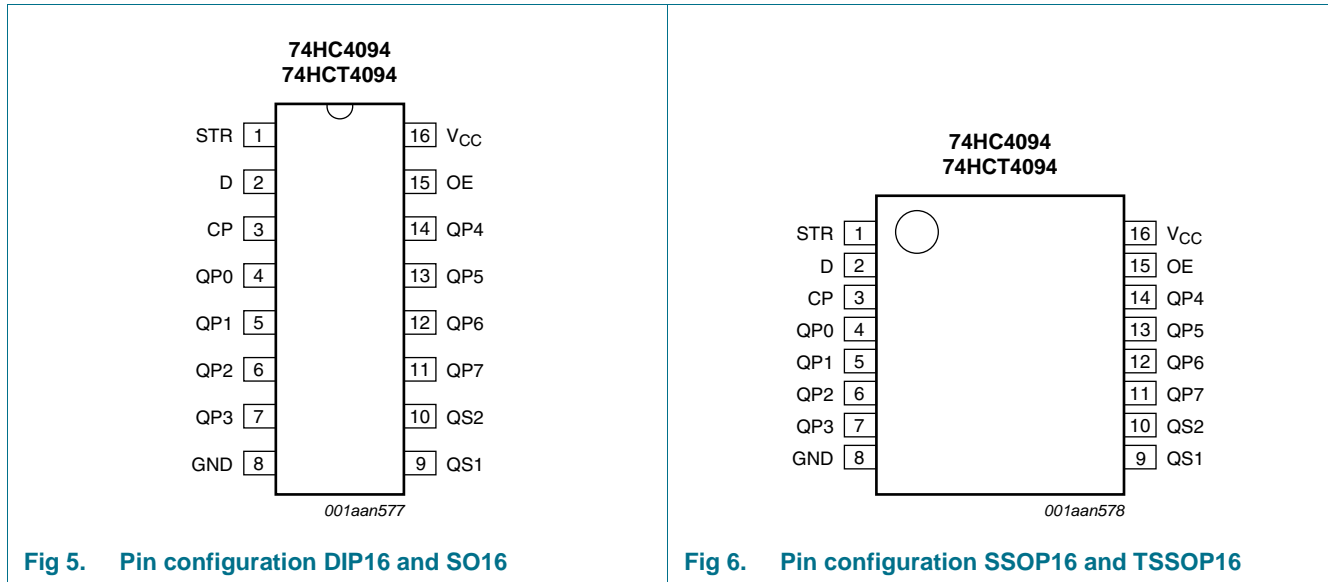 74HC4094
74HCT4094
STR 1 16 VCC
D 2 15 OE
CP 3 14 QP4
QP0 4 13 QP5
QP1 5 12 QP6
QP2 6 11 QP7
QP3 7 10 QS2
GND 8 9 QS1
001aan577
Fig 5. Pin configuration DIP16 and SO16
74HC4094
74HCT4094
STR 1 16 VCC
D 2 15 OE
CP 3 14 QP4
QP0 4 13 QP5
QP1 5 12 QP6
QP2 6 11 QP7
QP3 7 10 QS2
GND 8 9 QS1
001aan578
Fig 6. Pin configuration SSOP16 and TSSOP16